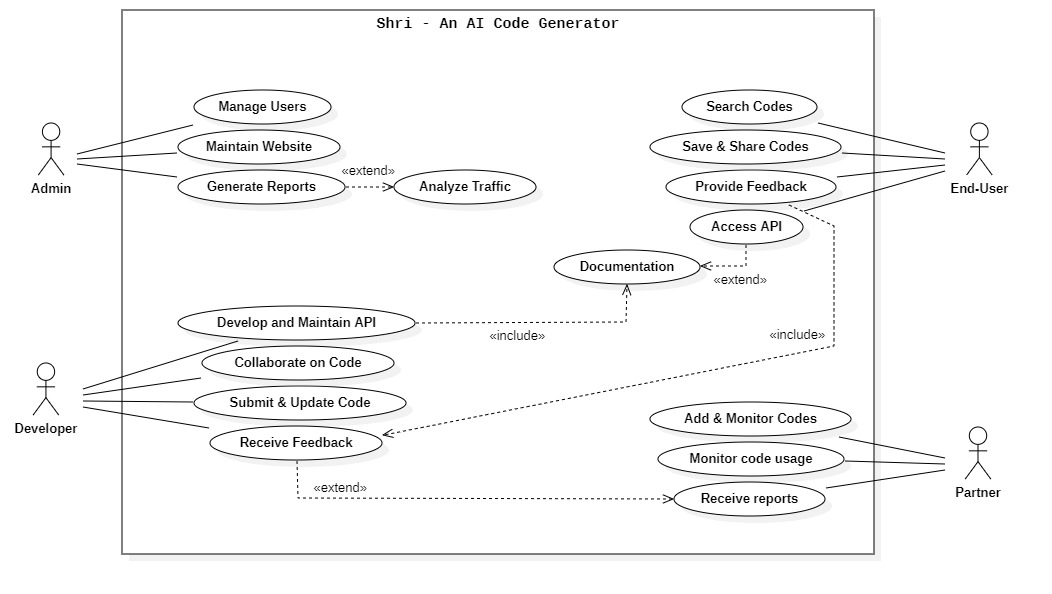 Shri - An AI Code Generator
Manage Users
Search Codes
Maintain Website
Save & Share Codes
«extend»
Generate Reports
Analyze Traffic
Provide Feedback
Admin
End-User
Access API
Documentation
«extend»
Develop and Maintain API
«include»
«include»
Collaborate on Code
Submit & Update Code
Developer
Add & Monitor Codes
Receive Feedback
Monitor code usage
«extend»
Receive reports
Partner